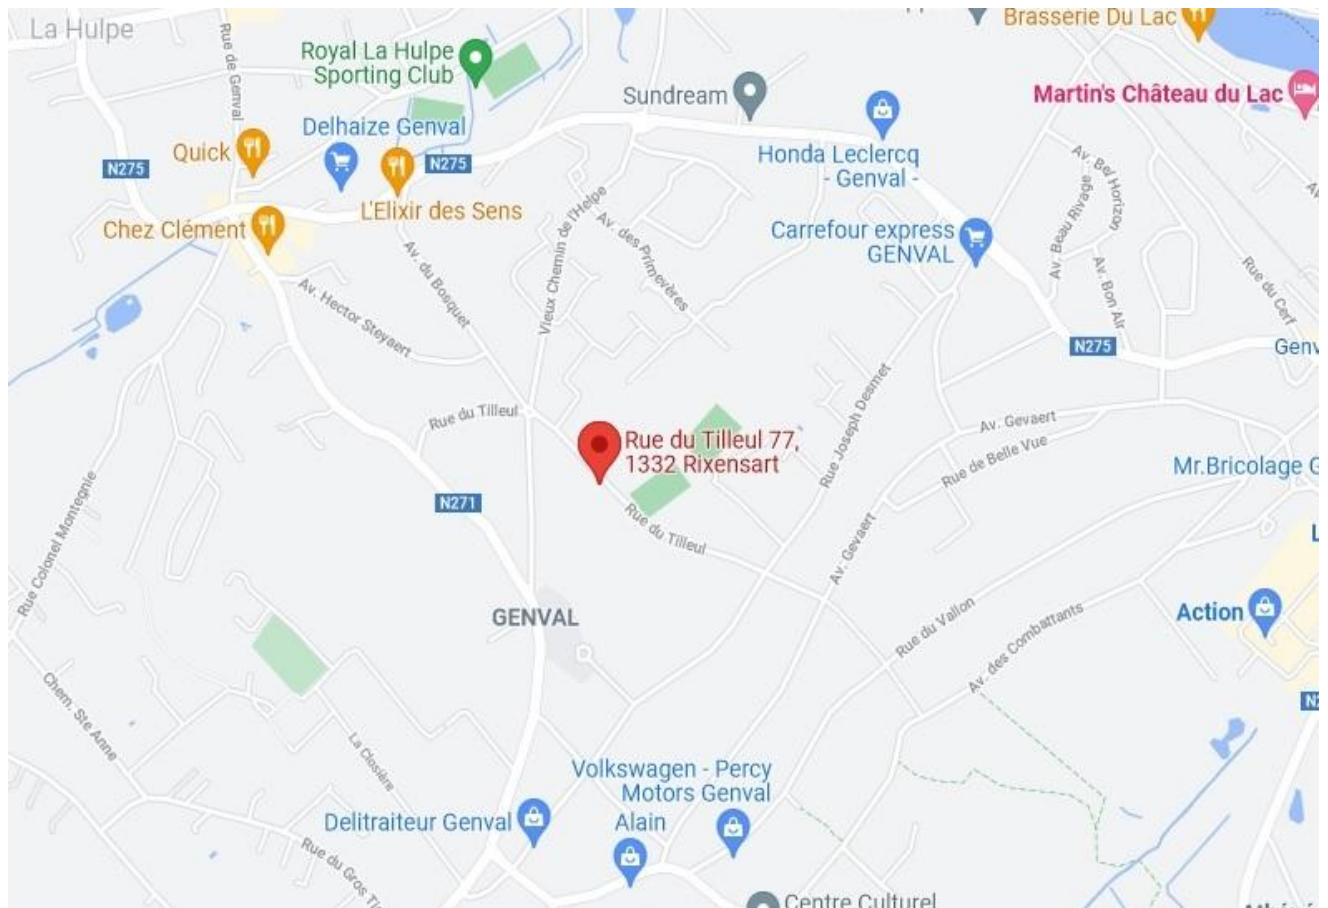 La Hulpe
Brasserie Du Lac
Rue de Genval
Royal La Hulpe
Sporting Club
Sundream
Martin's Château du Lac
Delhaize Genval
Quick
N275
N275
Honda Leclercq
- Genval -
Av. Bel Horizon
L'Elixir des Sens
Chez Clément
Vieux Chemin de l'Helpe
Av. des Primevères
Carrefour express
GENVAL
Av. Beau Rivage
Av. du Bosquet
Av. Hector Steyaert
Av. Bon Air
Rue du Cerf
N275
Genv
Rue du Tilleul
Rue du Tilleul 77,
1332 Rixensart
Rue Joseph Desmet
Av. Gevaert
Rue de Belle Vue
Mr.Bricolage G
N271
Rue Colonel Montegnie
Rue du Tilleul
Av. Gevaert
L
GENVAL
Action
Rue du Vallon
Av. des Combattants
Chem. Ste Anne
La Closière
N2
Volkswagen - Percy
Motors Genval
Delitraiteur Genval
Alain
Rue du Gros Ti
Centre Culturel